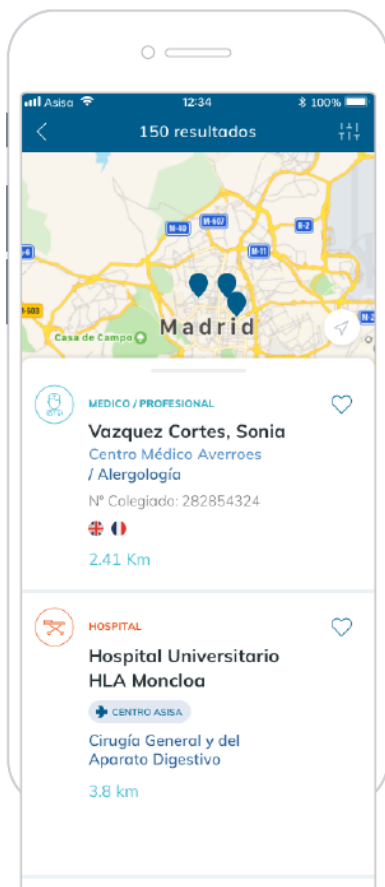 Asisa
12:34
100%
150 resultados
M-40
M-607
R-2
M-11
Madrid
Casa de Campo
MEDICO / PROFESIONAL
Vazquez Cortes, Sonia
Centro Médico Averroes
/ Alergología
Nº Colegiado: 282854324
2.41 Km
HOSPITAL
Hospital Universitario
HLA Moncloa
CENTRO ASISA
Cirugía General y del
Aparato Digestivo
3.8 km